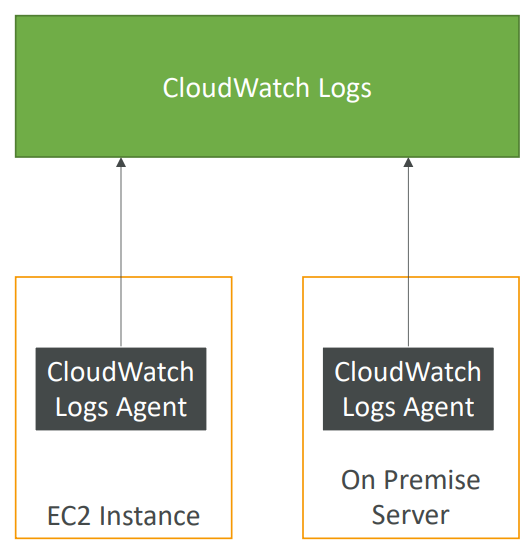 CloudWatch Logs
CloudWatch
Logs Agent
EC2 Instance
CloudWatch
Logs Agent
On Premise
Server